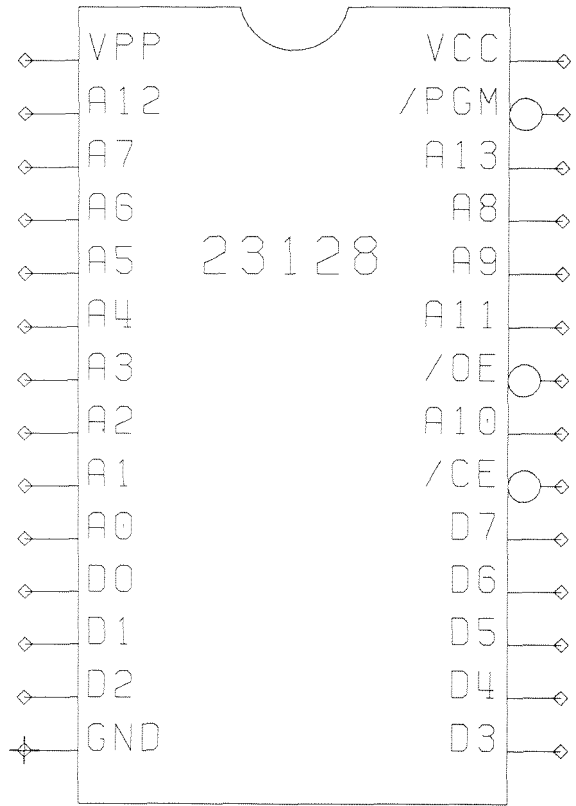 VPP VCC
A12 /PGM
A7 A13
A6 A8
A5 23128 A9
A4 A11
A3 /OE
A2 A10
A1 /CE
A0 D7
D0 D6
D1 D5
D2 D4
GND D3